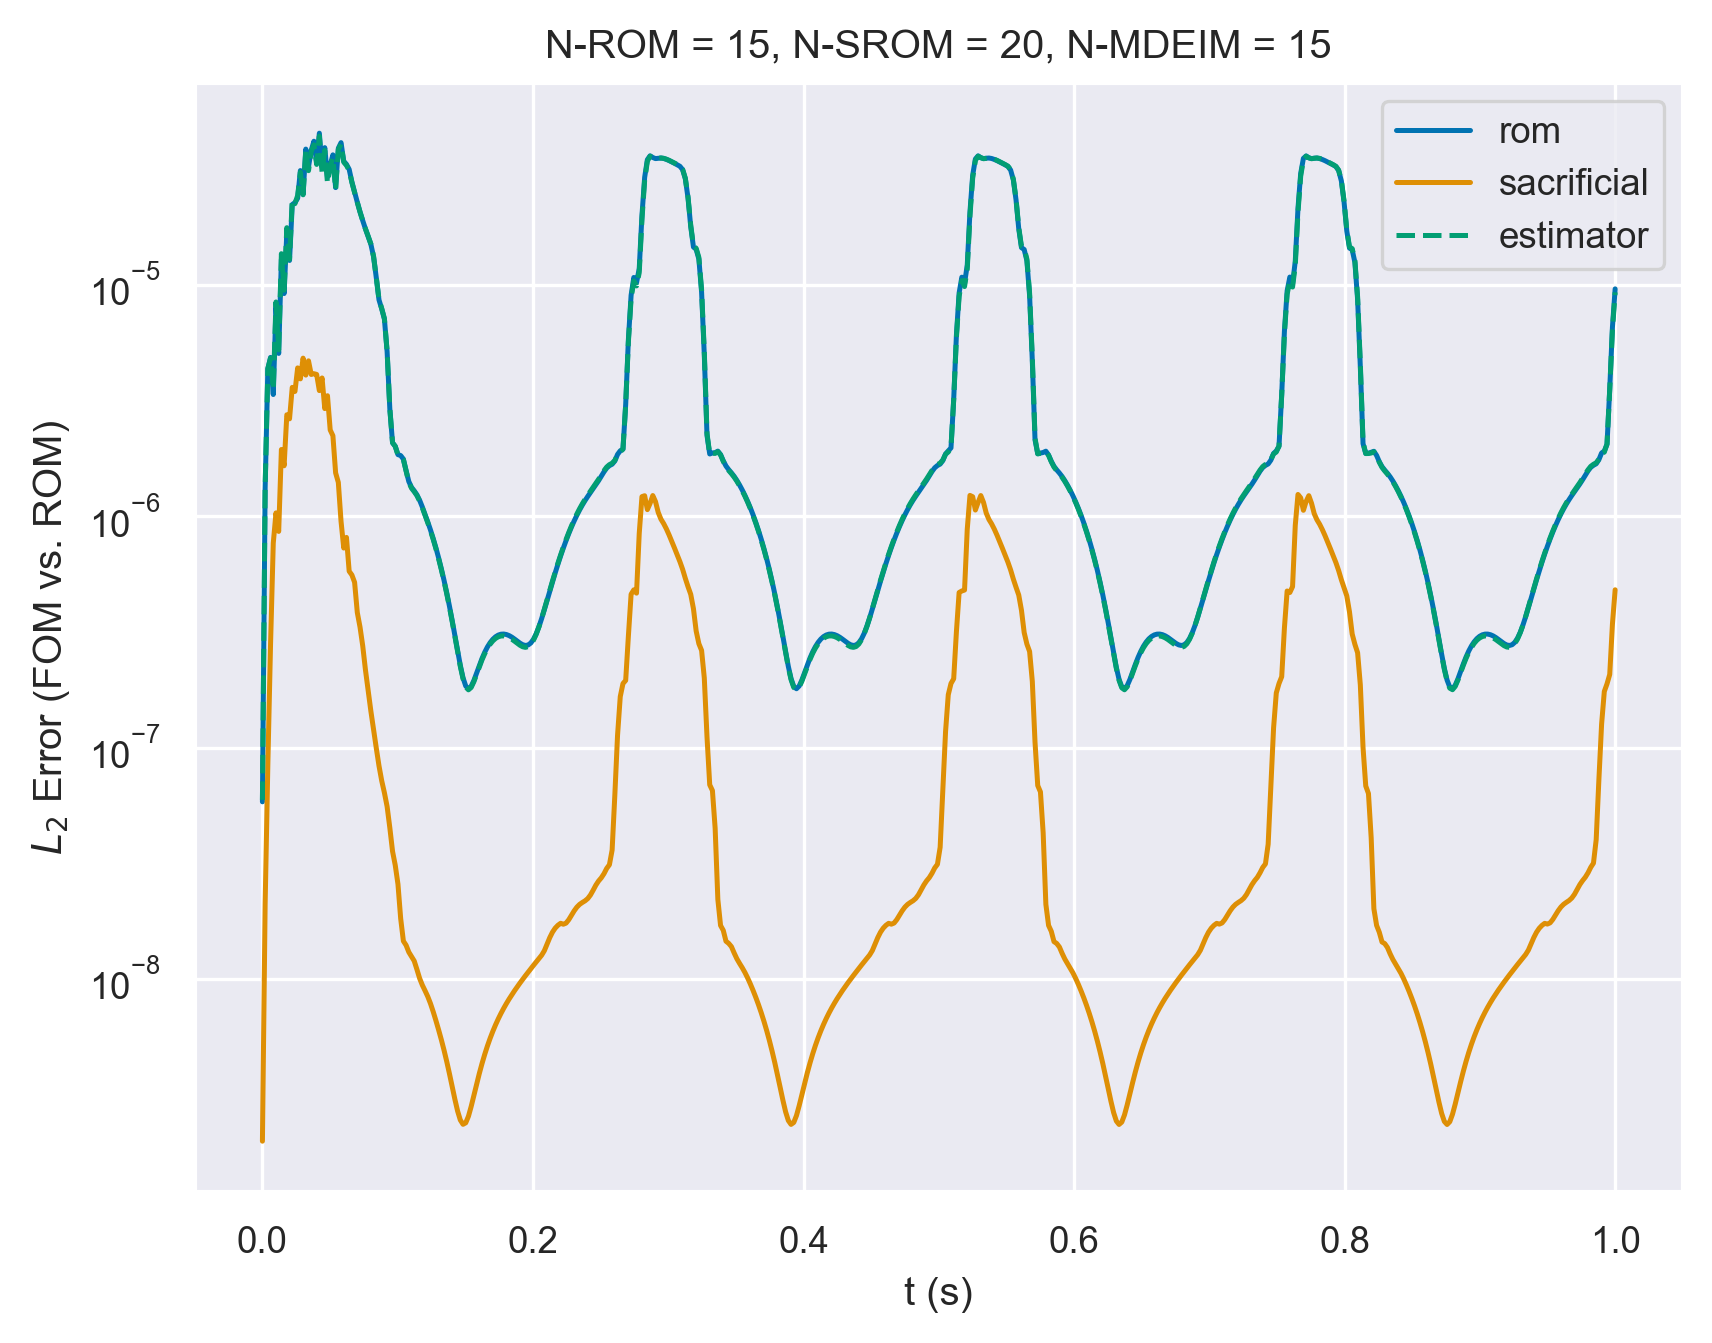 N-ROM = 15, N-SROM = 20, N-MDEIM = 15
rom
sacrificial
estimator
L₂ Error (FOM vs. ROM)
10⁻⁵
10⁻⁶
10⁻⁷
10⁻⁸
0.0 0.2 0.4 0.6 0.8 1.0
t (s)